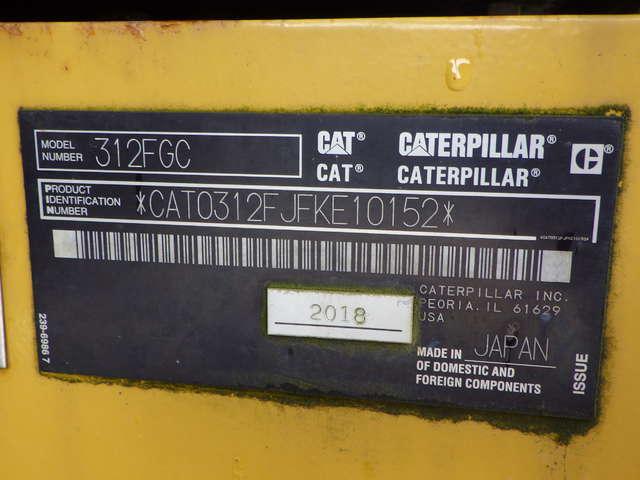 MODEL NUMBER 312FGC
CAT® CATERPILLAR®
CAT® CATERPILLAR®
PRODUCT IDENTIFICATION NUMBER *CAT0312FJFKE10152*
CATERPILLAR INC.
PEORIA. IL 61629
USA
2018
MADE IN JAPAN
OF DOMESTIC AND
FOREIGN COMPONENTS
ISSUE
239-6986 7